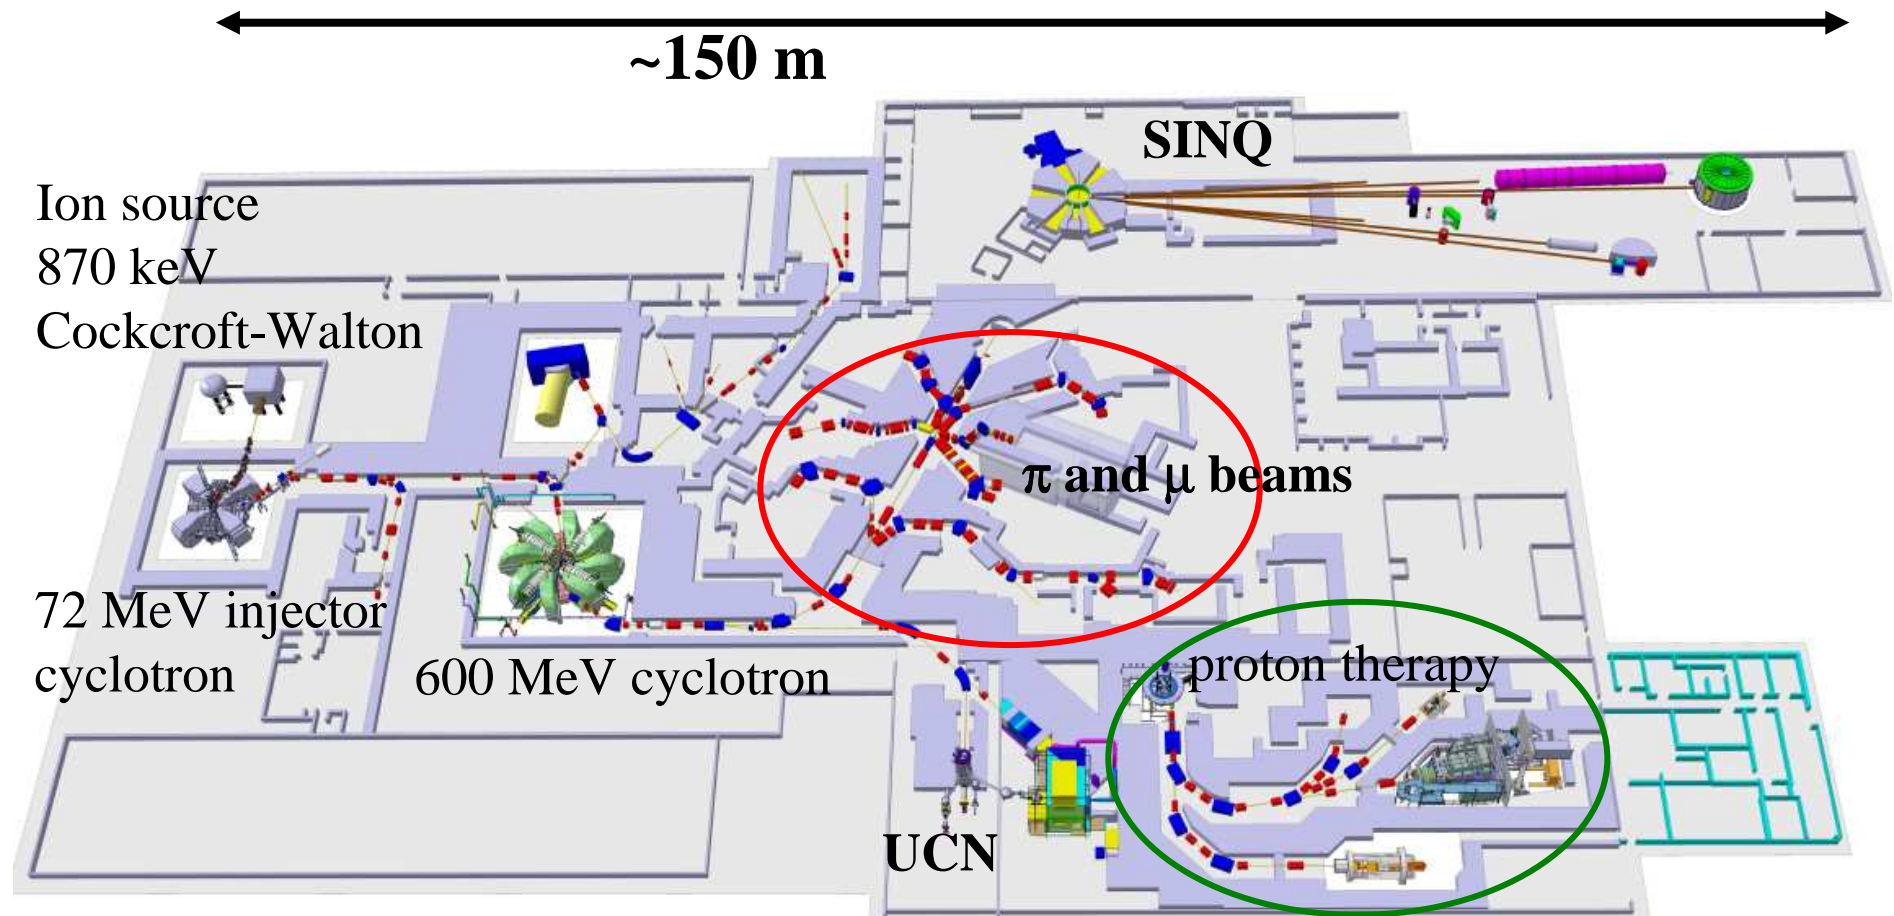 ~150 m
SINQ
Ion source
870 keV
Cockcroft-Walton
π and μ beams
72 MeV injector
cyclotron
600 MeV cyclotron
proton therapy
UCN